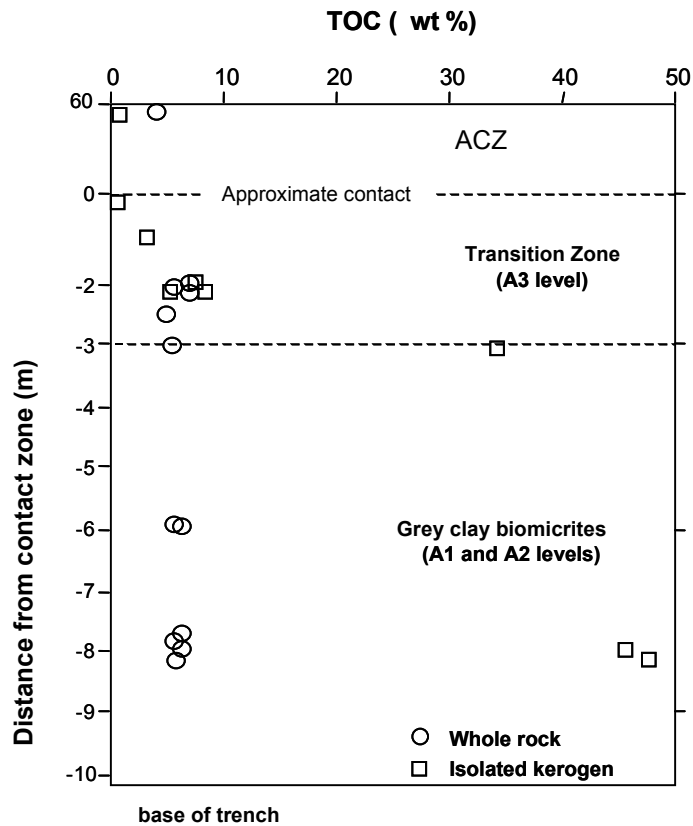 TOC ( wt %)
0 10 20 30 40 50
60
ACZ
0
Approximate contact
Transition Zone
(A3 level)
-2
-3
-4
-5
Distance from contact zone (m)
-6
Grey clay biomicrites
(A1 and A2 levels)
-7
-8
-9
Whole rock
Isolated kerogen
-10
base of trench